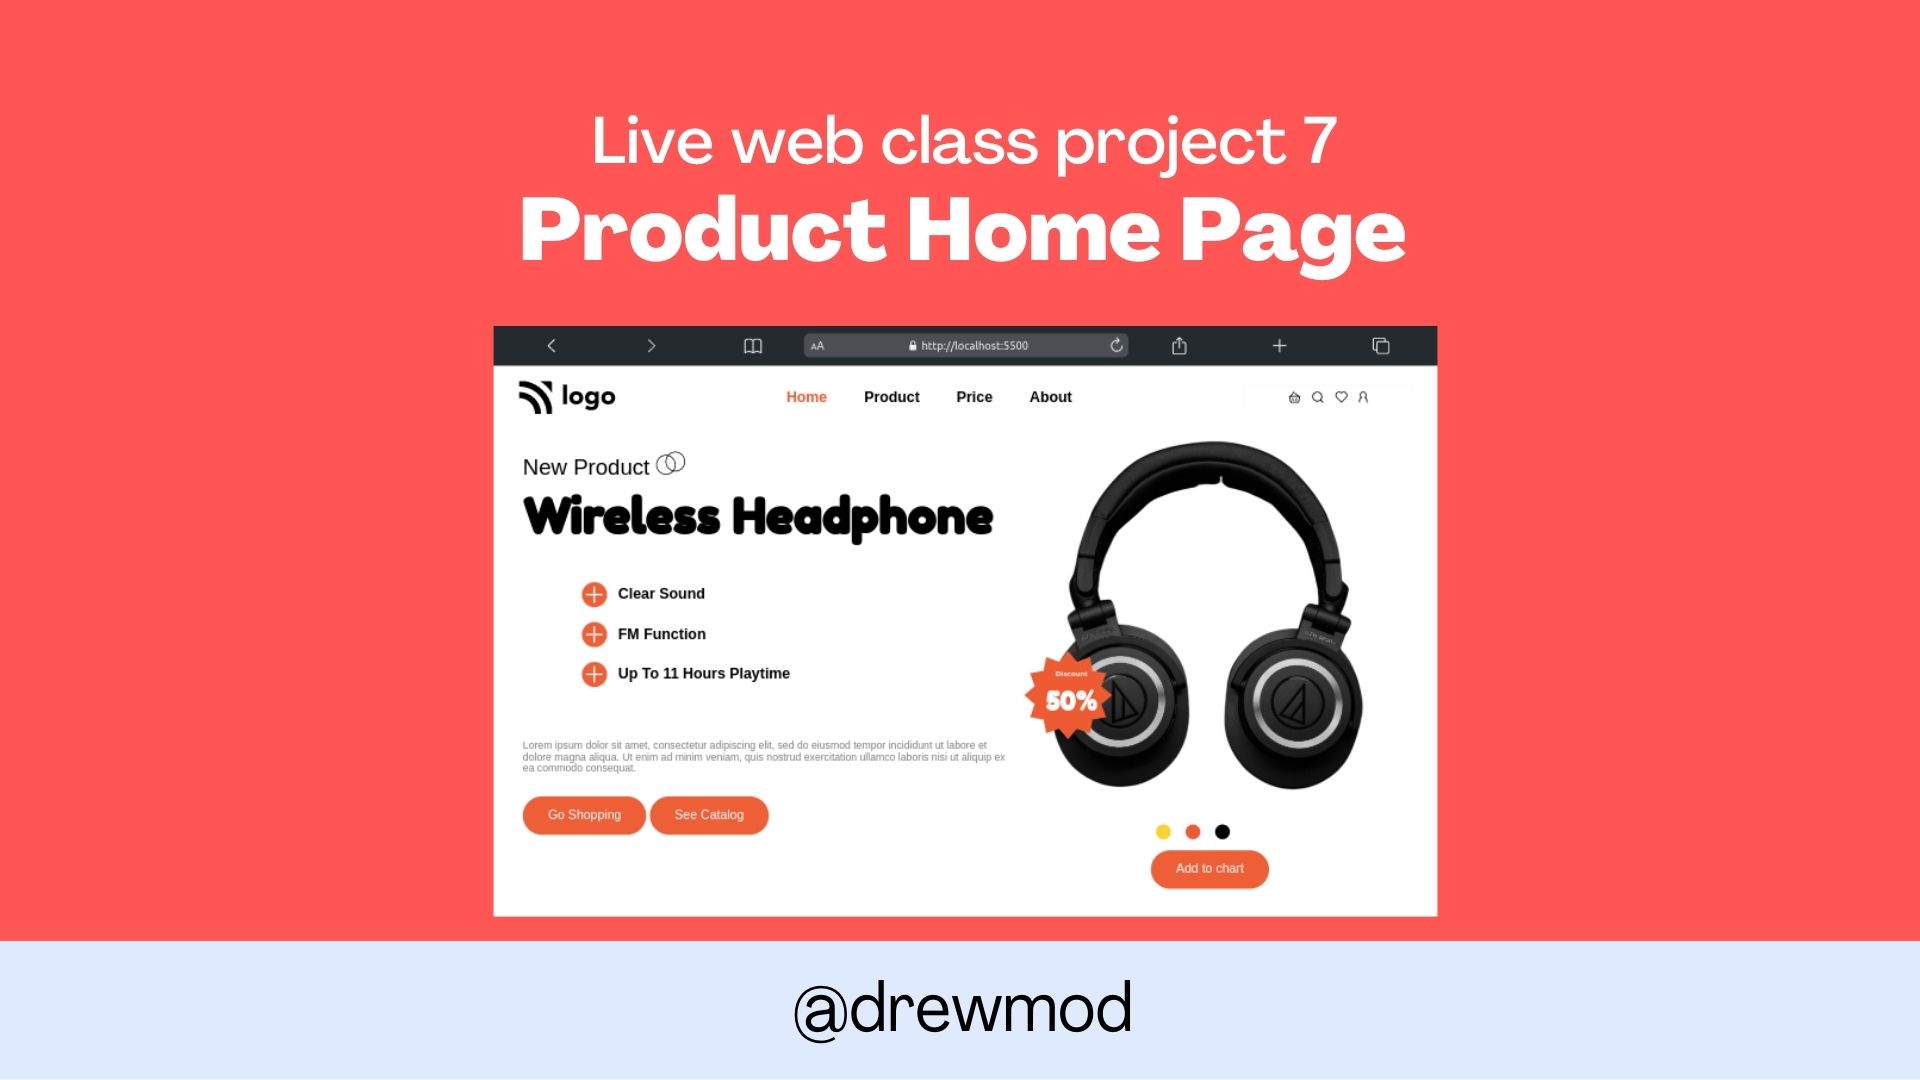 Live web class project 7
Product Home Page
AA
http://localhost:5500
logo
Home
Product
Price
About
New Product
Wireless Headphone
Clear Sound
FM Function
Up To 11 Hours Playtime
Discount
50%
Lorem ipsum dolor sit amet, consectetur adipiscing elit, sed do eiusmod tempor incididunt ut labore et
dolore magna aliqua. Ut enim ad minim veniam, quis nostrud exercitation ullamco laboris nisi ut aliquip ex
ea commodo consequat.
Go Shopping
See Catalog
Add to chart
@drewmod